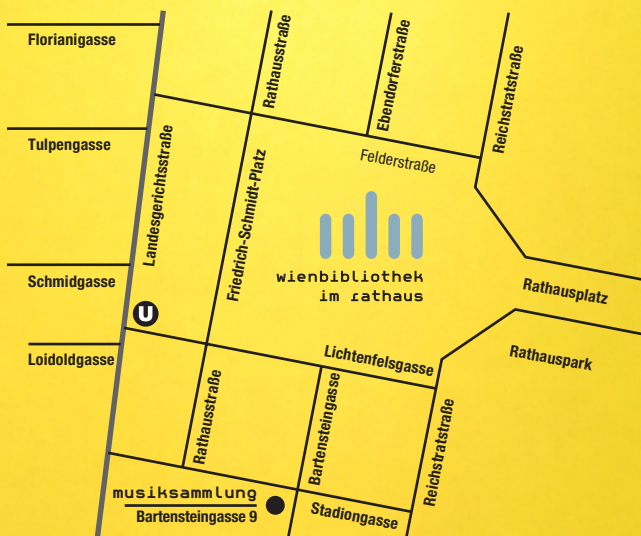 Florianigasse
Rathausstraße
Ebendorferstraße
Reichstratstraße
Tulpengasse
Landesgerichtsstraße
Friedrich-Schmidt-Platz
Felderstraße
wienbibliothek
im rathaus
Schmidgasse
Rathausplatz
U
Loidoldgasse
Lichtenfelsgasse
Rathauspark
Rathausstraße
Bartensteingasse
Reichstratstraße
musiksammlung
Bartensteingasse 9
Stadiongasse